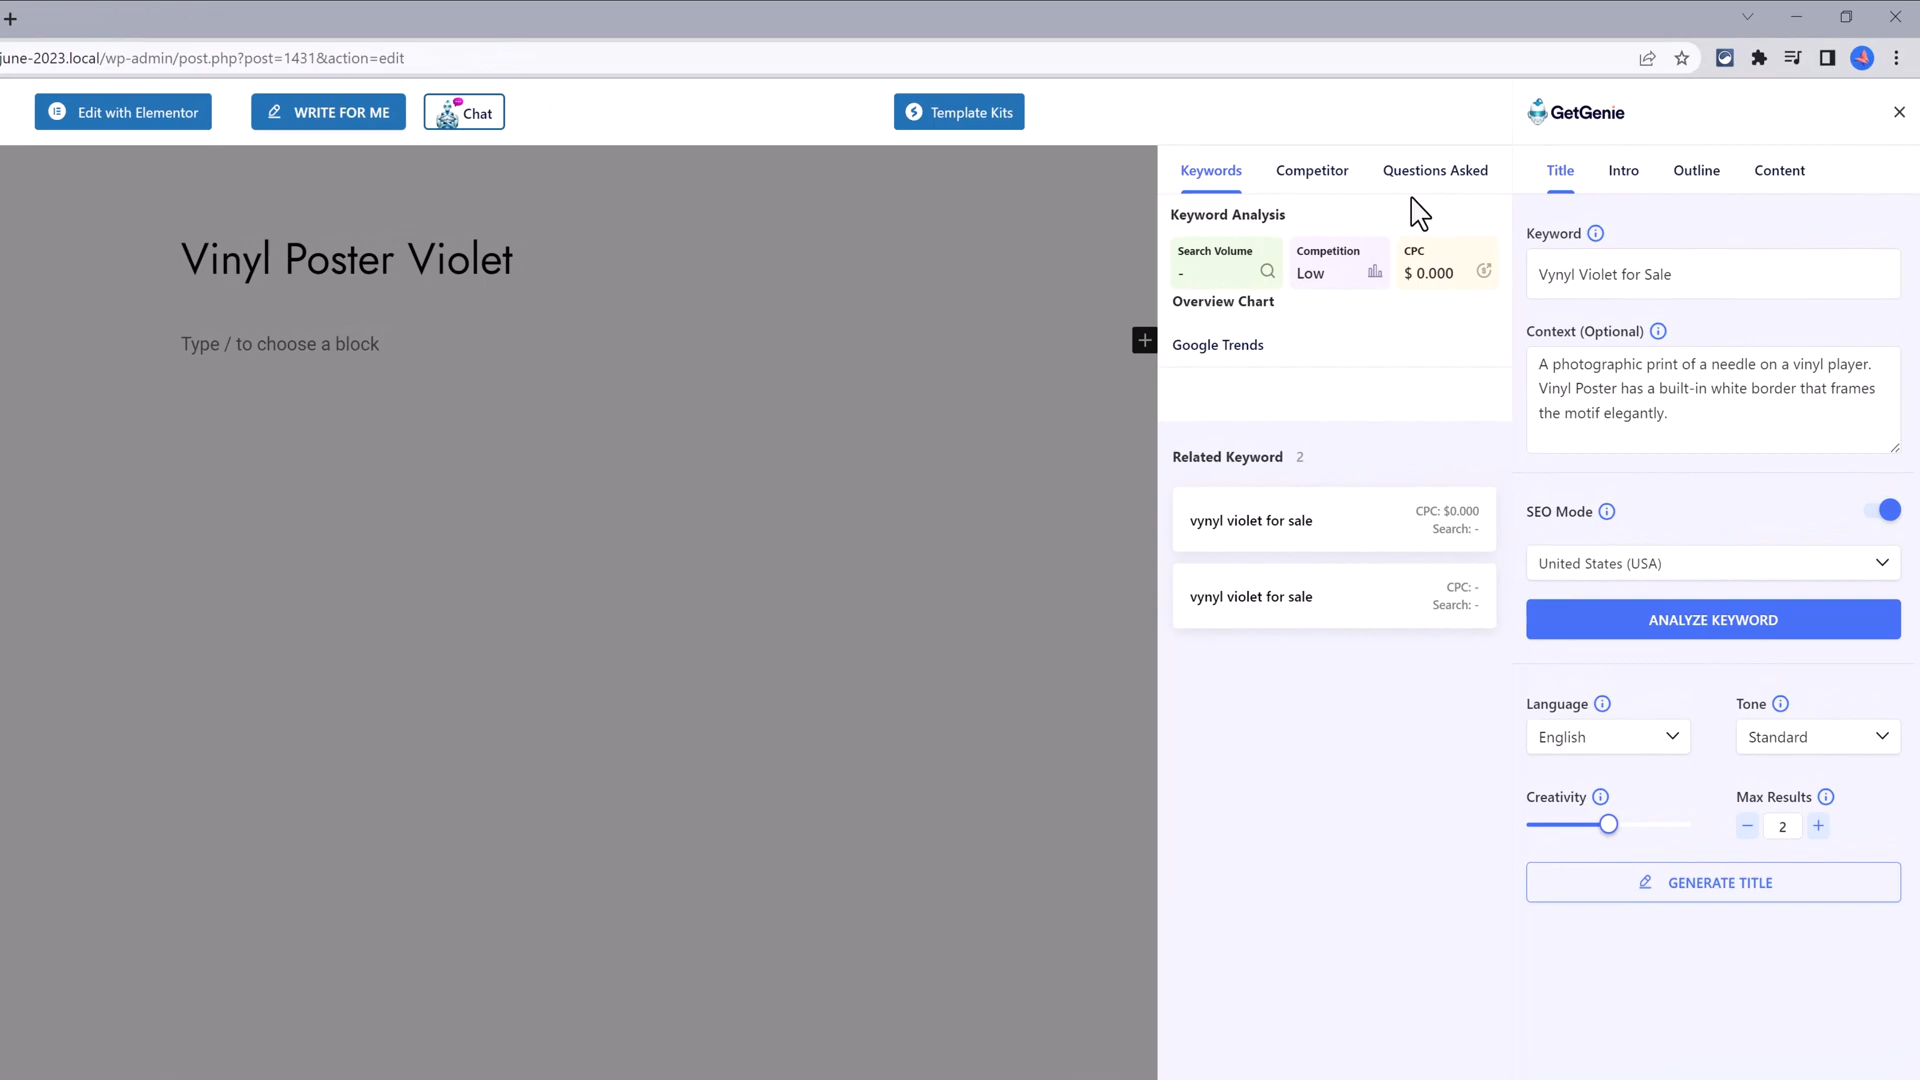 june-2023.local/wp-admin/post.php?post=1431&action=edit
Edit with Elementor
WRITE FOR ME
Chat
Template Kits
GetGenie
Keywords
Competitor
Questions Asked
Title
Intro
Outline
Content
Vinyl Poster Violet
Type / to choose a block
Keyword Analysis
Search Volume
-
Competition
Low
CPC
$ 0.000
Overview Chart
Google Trends
Related Keyword 2
vynyl violet for sale
CPC: $0.000
Search: -
vynyl violet for sale
CPC: -
Search: -
Keyword
Vynyl Violet for Sale
Context (Optional)
A photographic print of a needle on a vinyl player.
Vinyl Poster has a built-in white border that frames
the motif elegantly.
SEO Mode
United States (USA)
ANALYZE KEYWORD
Language
English
Tone
Standard
Creativity
Max Results
2
GENERATE TITLE